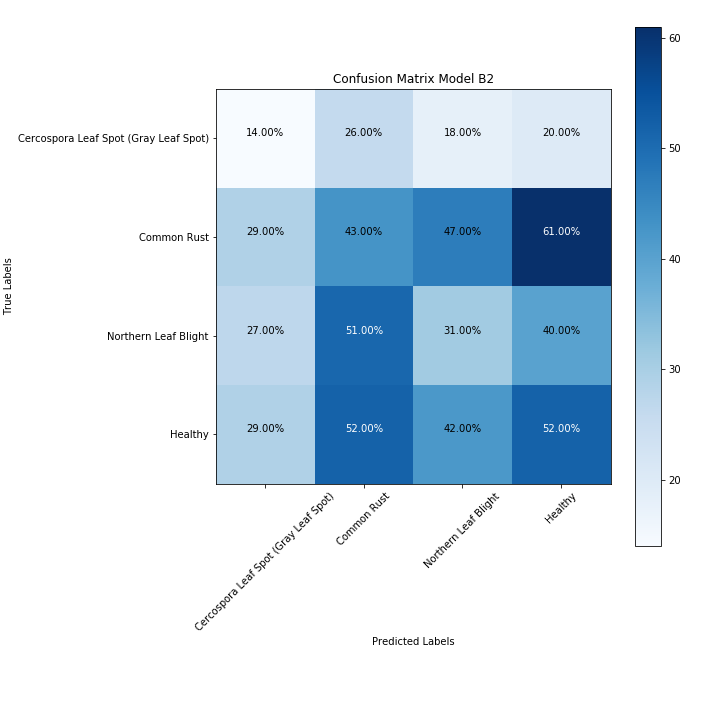 Confusion Matrix Model B2
True Labels
Cercospora Leaf Spot (Gray Leaf Spot) 14.00% 26.00% 18.00% 20.00%
Common Rust 29.00% 43.00% 47.00% 61.00%
Northern Leaf Blight 27.00% 51.00% 31.00% 40.00%
Healthy 29.00% 52.00% 42.00% 52.00%
Cercospora Leaf Spot (Gray Leaf Spot)
Common Rust
Northern Leaf Blight
Healthy
Predicted Labels
60
50
40
30
20